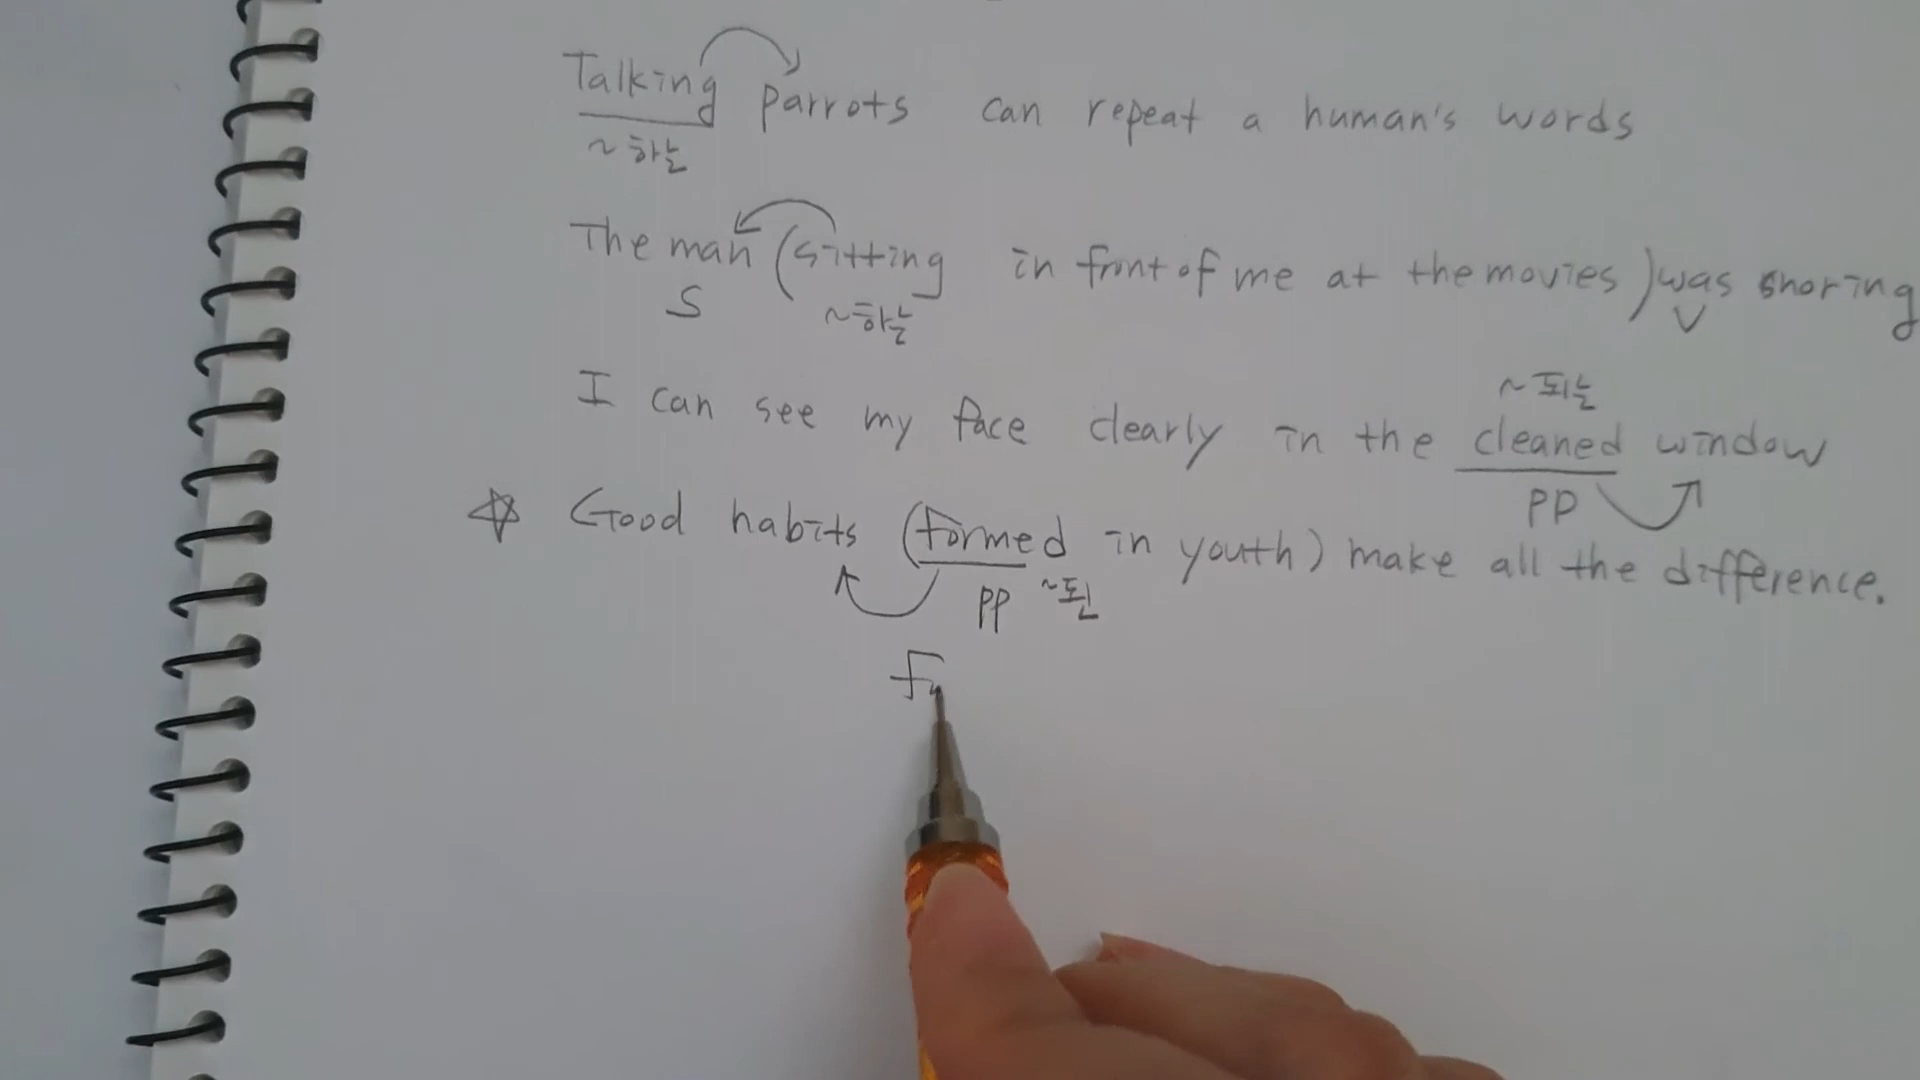 Talking parrots can repeat a human's words
~하는
The man (sitting in front of me at the movies) was snoring
S ~하는 V
~되는
I can see my face clearly in the cleaned window
PP
☆ Good habits (formed in youth) make all the difference.
PP ~된